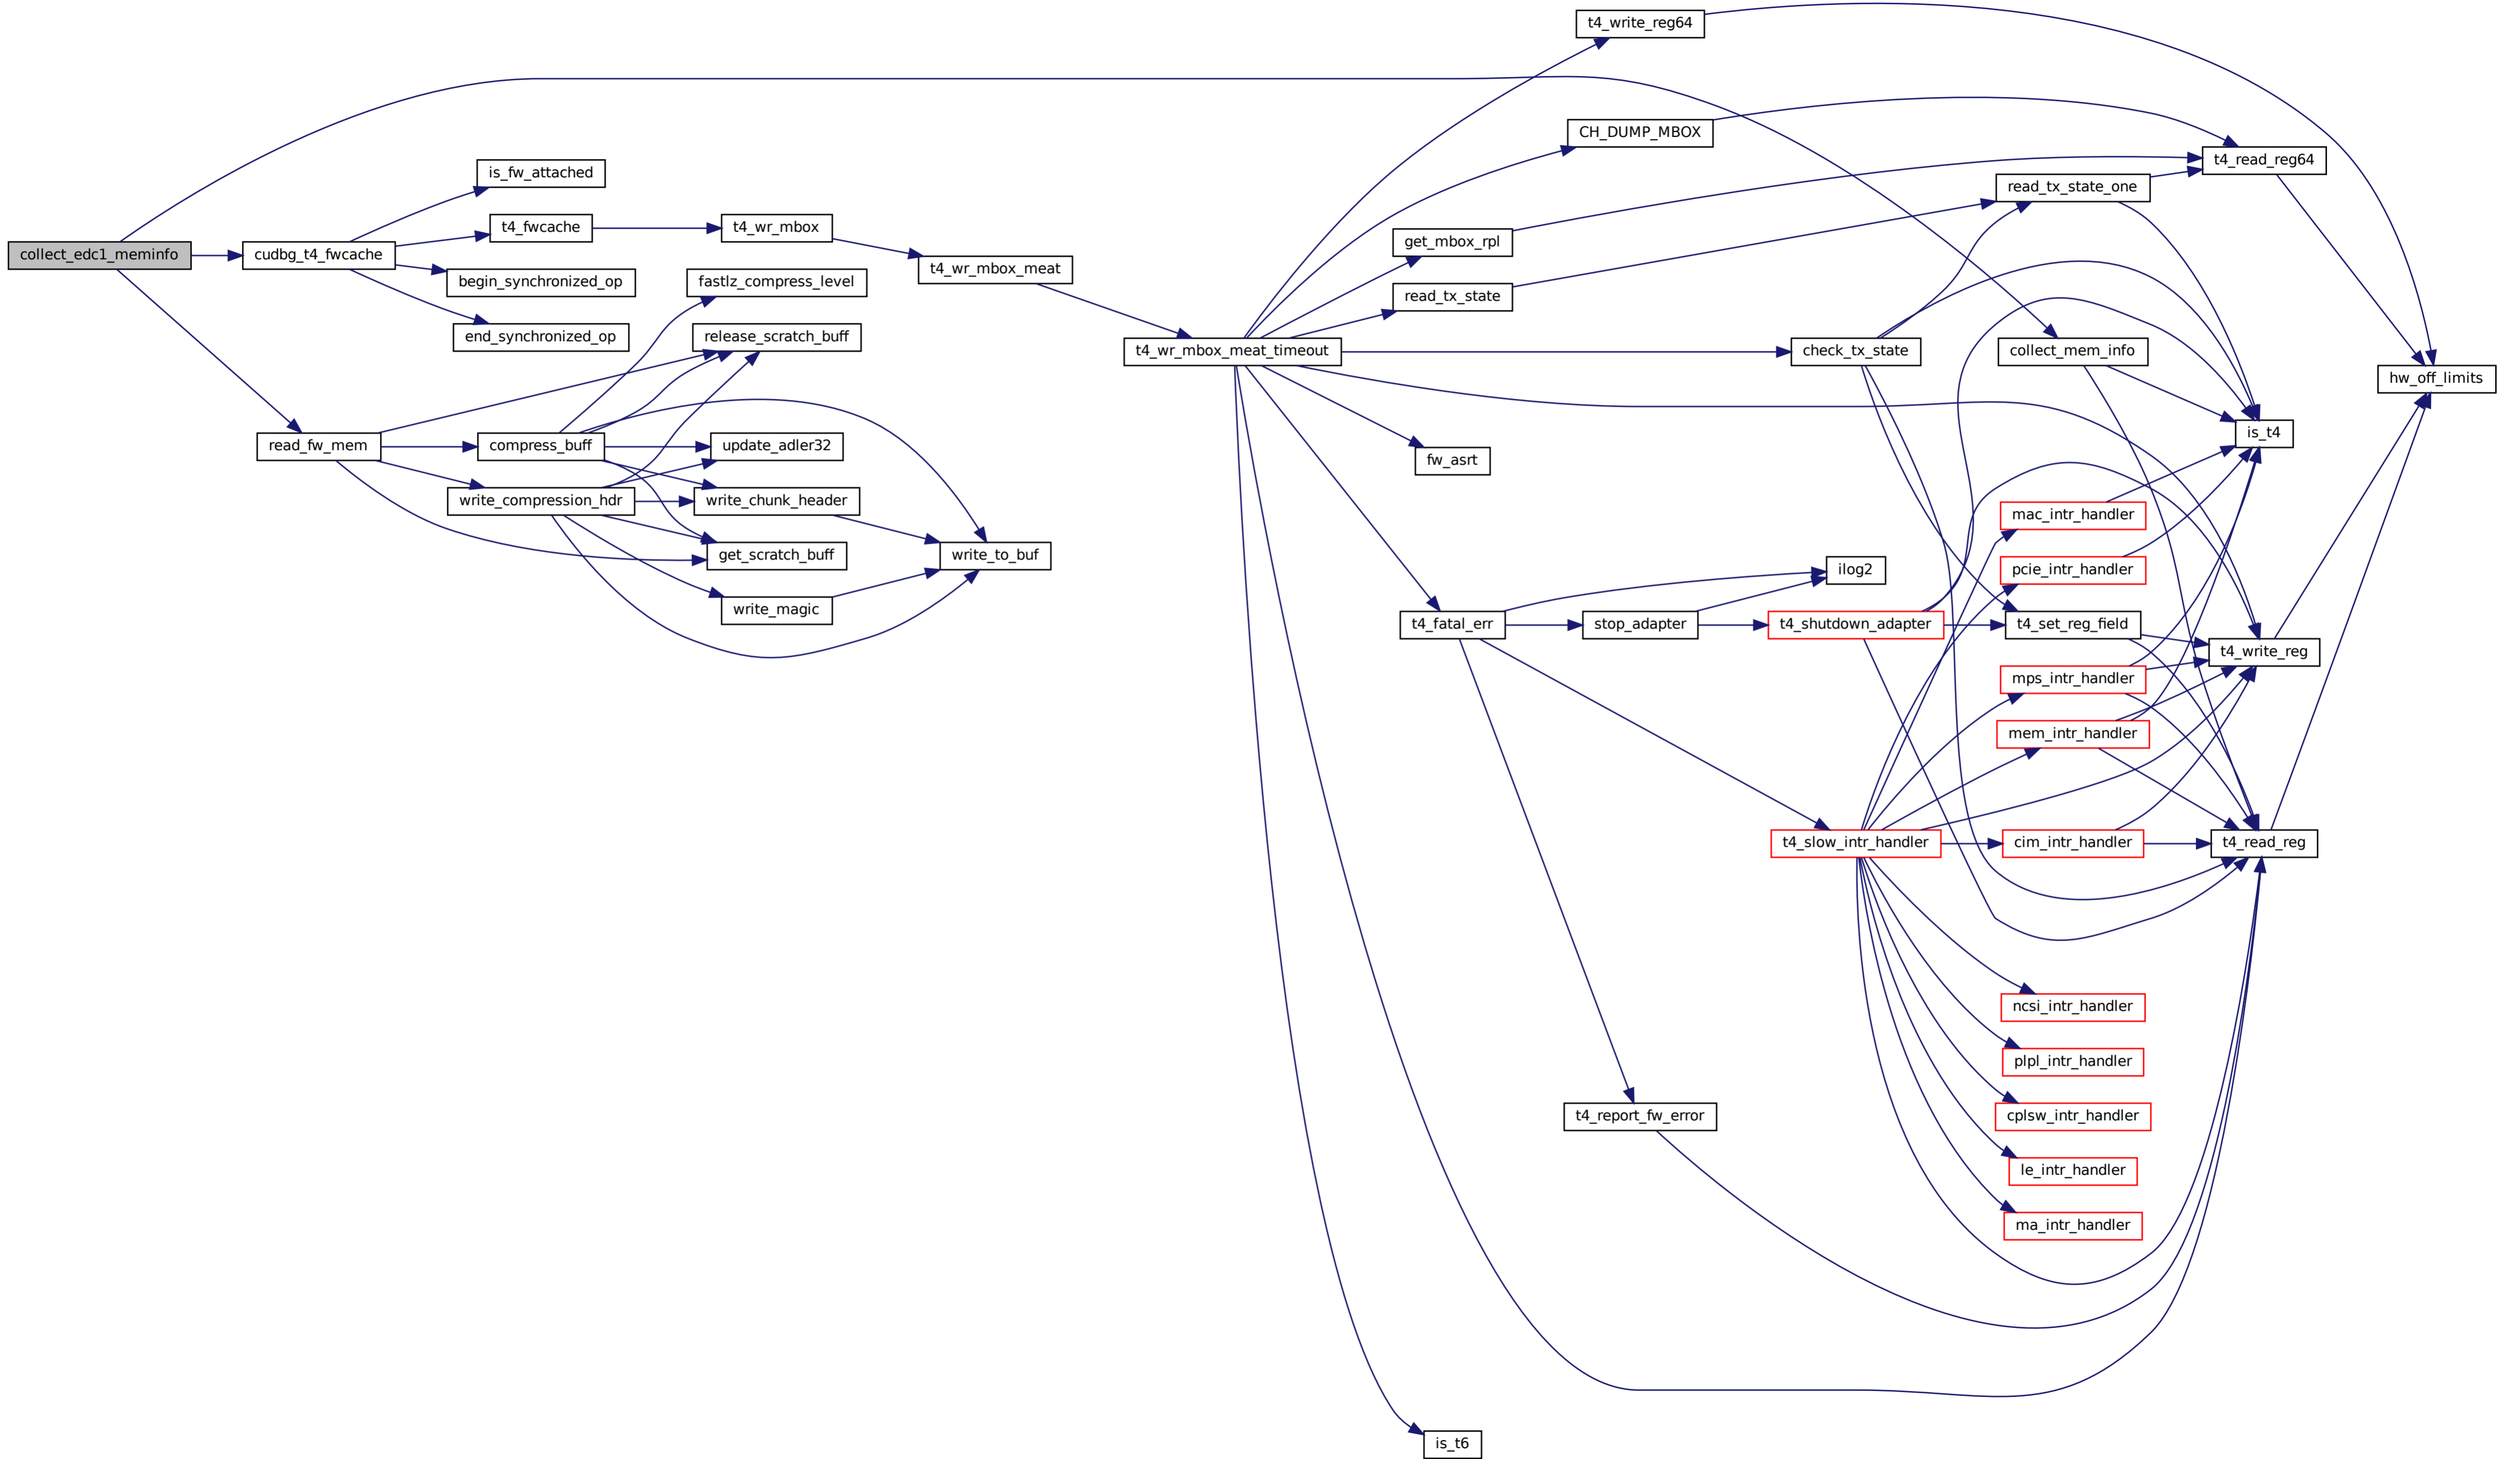 collect_edc1_meminfo
cudbg_t4_fwcache
read_fw_mem
is_fw_attached
t4_fwcache
begin_synchronized_op
end_synchronized_op
compress_buff
write_compression_hdr
t4_wr_mbox
fastlz_compress_level
release_scratch_buff
update_adler32
write_chunk_header
get_scratch_buff
write_magic
t4_wr_mbox_meat
write_to_buf
t4_wr_mbox_meat_timeout
t4_write_reg64
CH_DUMP_MBOX
get_mbox_rpl
read_tx_state
fw_asrt
t4_fatal_err
is_t6
stop_adapter
t4_report_fw_error
check_tx_state
ilog2
t4_shutdown_adapter
t4_slow_intr_handler
read_tx_state_one
collect_mem_info
mac_intr_handler
pcie_intr_handler
t4_set_reg_field
mps_intr_handler
mem_intr_handler
cim_intr_handler
ncsi_intr_handler
plpl_intr_handler
cplsw_intr_handler
le_intr_handler
ma_intr_handler
t4_read_reg64
is_t4
t4_write_reg
t4_read_reg
hw_off_limits